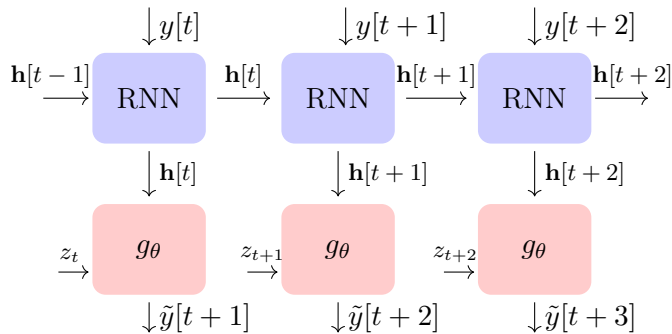 y[t] y[t+1] y[t+2]
h[t−1] h[t] h[t+1] h[t+2]
RNN RNN RNN
h[t] h[t+1] h[t+2]
z_t z_{t+1} z_{t+2}
g_θ g_θ g_θ
ỹ[t+1] ỹ[t+2] ỹ[t+3]